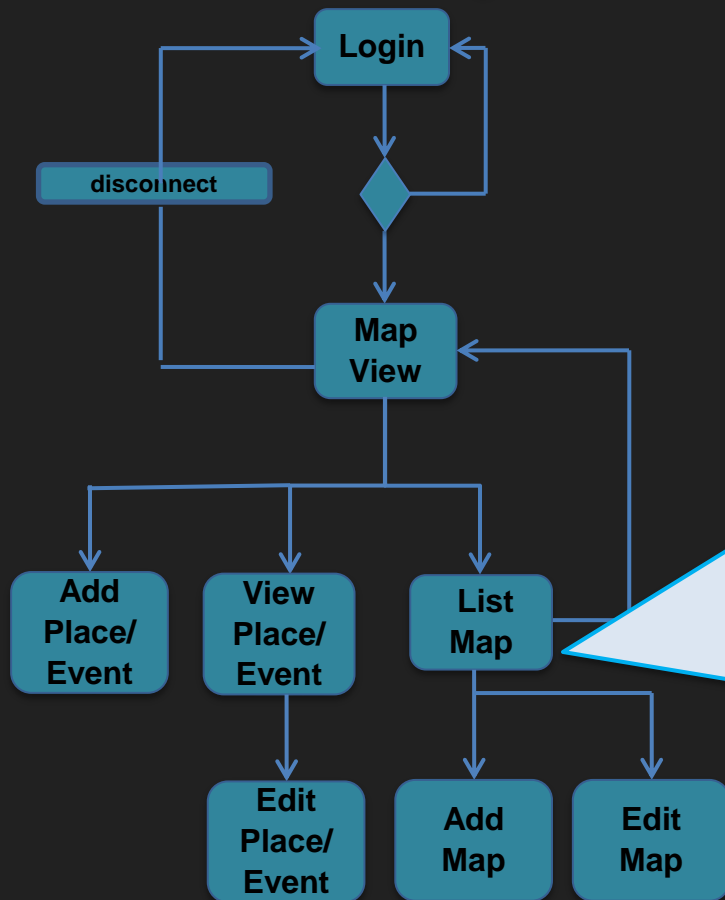 Login
disconnect
Map
View
Add
Place/
Event
View
Place/
Event
List
Map
Edit
Place/
Event
Add
Map
Edit
Map